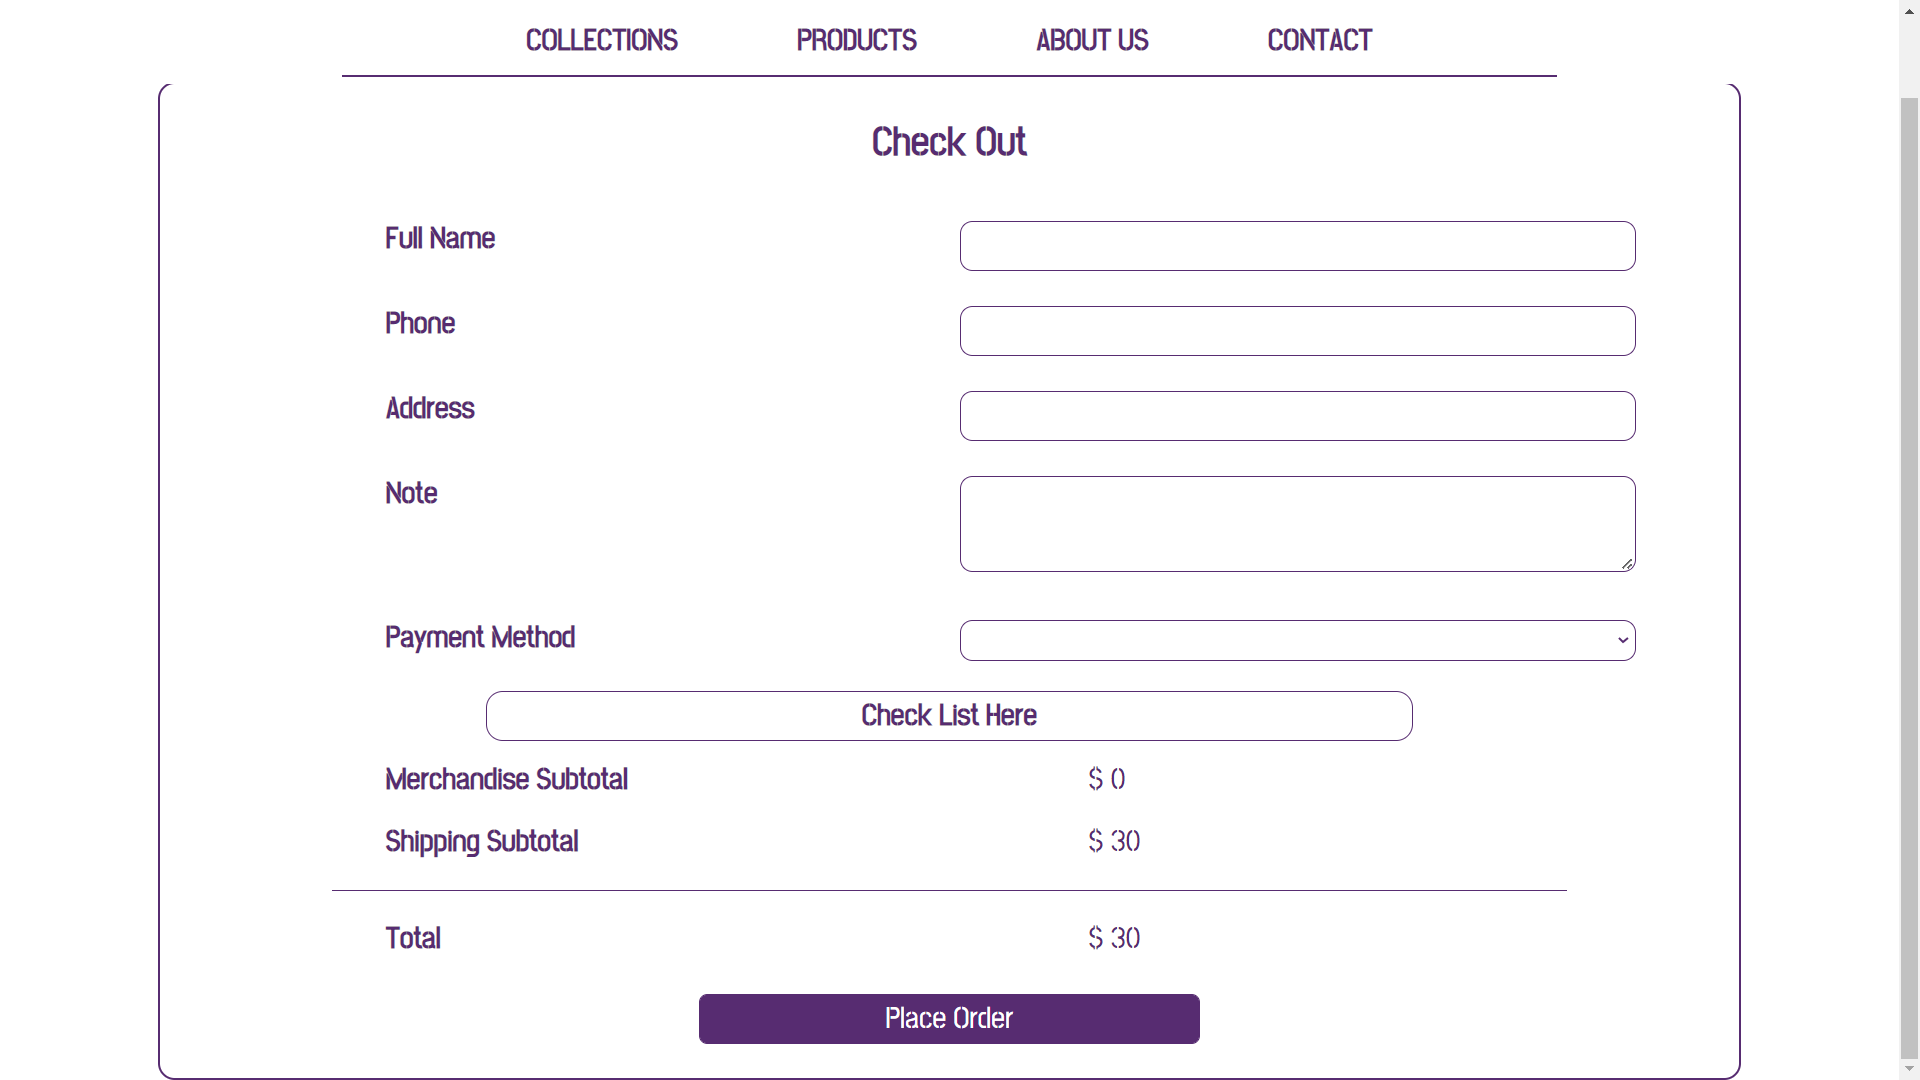 COLLECTIONS PRODUCTS ABOUT US CONTACT
Check Out
Full Name
Phone
Address
Note
Payment Method
Check List Here
Merchandise Subtotal $ 0
Shipping Subtotal $ 30
Total $ 30
Place Order